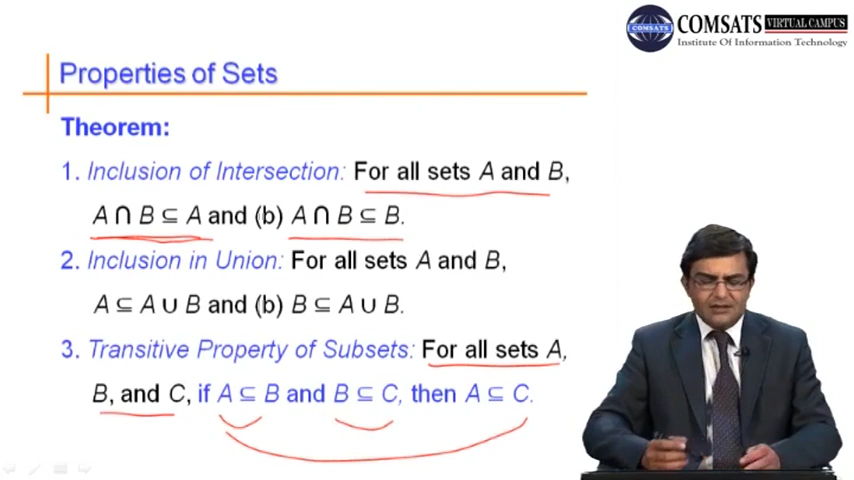 COMSATS VIRTUAL CAMPUS
COMSATS
Institute Of Information Technology
Properties of Sets
Theorem:
1. Inclusion of Intersection: For all sets A and B,
A ∩ B ⊆ A and (b) A ∩ B ⊆ B.
2. Inclusion in Union: For all sets A and B,
A ⊆ A ∪ B and (b) B ⊆ A ∪ B.
3. Transitive Property of Subsets: For all sets A,
B, and C, if A ⊆ B and B ⊆ C, then A ⊆ C.